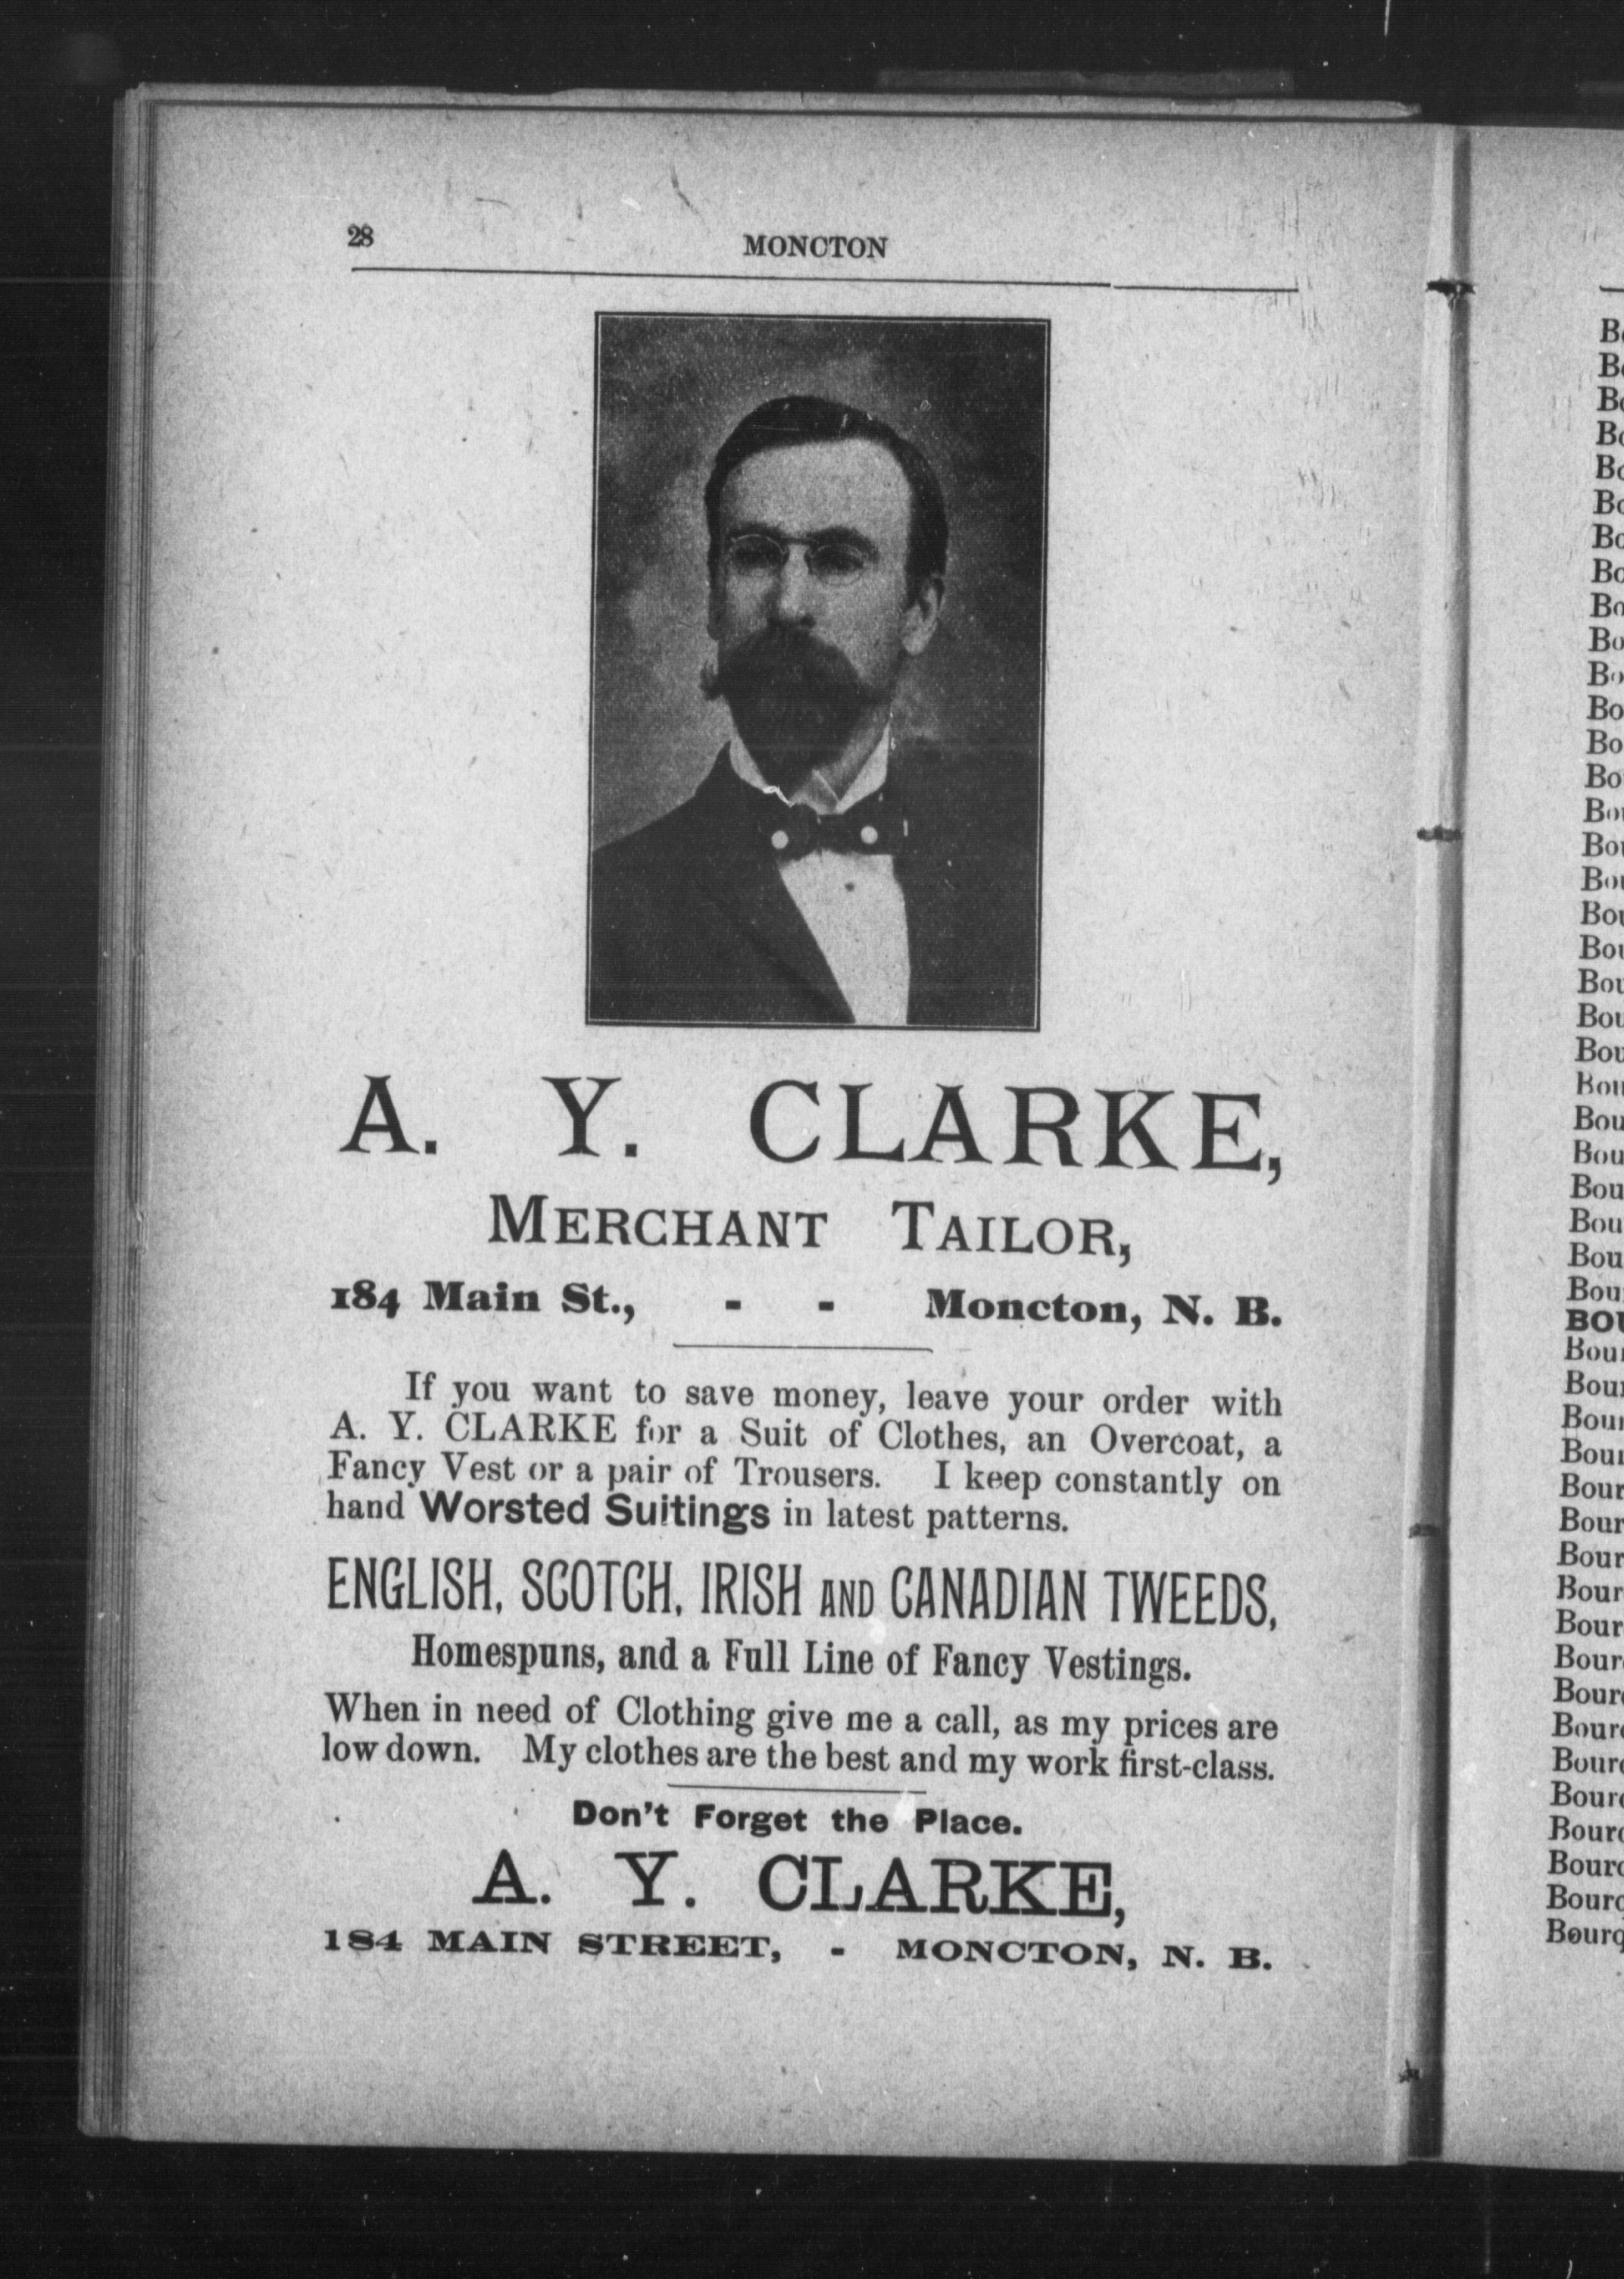 28
MONCTON
A. Y. CLARKE,
MERCHANT TAILOR,
184 Main St., - - Moncton, N. B.
If you want to save money, leave your order with
A. Y. CLARKE for a Suit of Clothes, an Overcoat, a
Fancy Vest or a pair of Trousers. I keep constantly on
hand Worsted Suitings in latest patterns.
ENGLISH, SCOTCH, IRISH AND CANADIAN TWEEDS,
Homespuns, and a Full Line of Fancy Vestings.
When in need of Clothing give me a call, as my prices are
low down. My clothes are the best and my work first-class.
Don't Forget the Place.
A. Y. CLARKE,
184 MAIN STREET, - MONCTON, N. B.